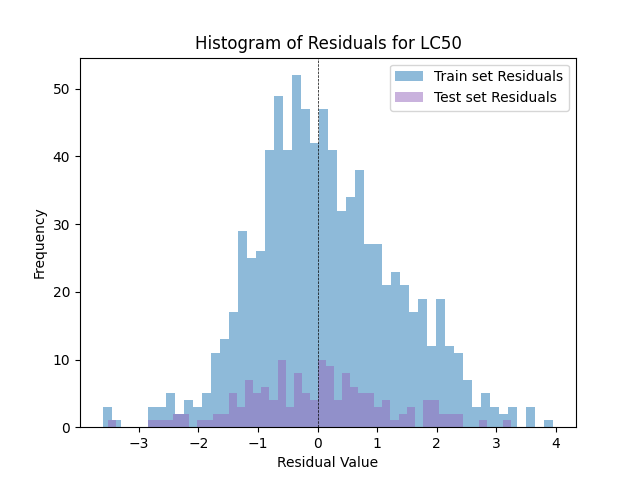 Histogram of Residuals for LC50
Train set Residuals
Test set Residuals
Frequency
50
40
30
20
10
0
−3 −2 −1 0 1 2 3 4
Residual Value